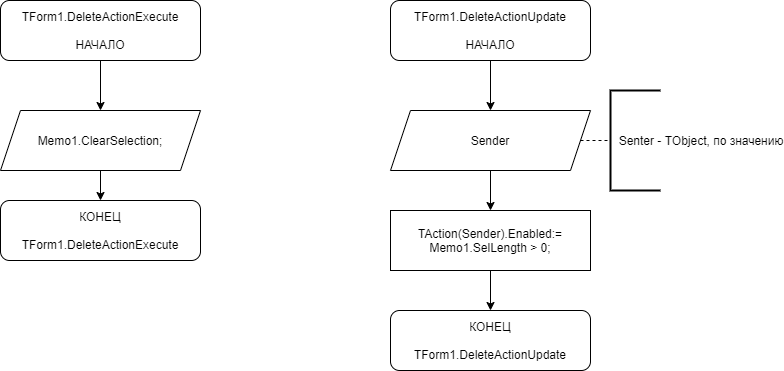 TForm1.DeleteActionExecute
НАЧАЛО
Memo1.ClearSelection;
КОНЕЦ
TForm1.DeleteActionExecute
TForm1.DeleteActionUpdate
НАЧАЛО
Sender
Senter - TObject, по значению
TAction(Sender).Enabled:=
Memo1.SelLength > 0;
КОНЕЦ
TForm1.DeleteActionUpdate